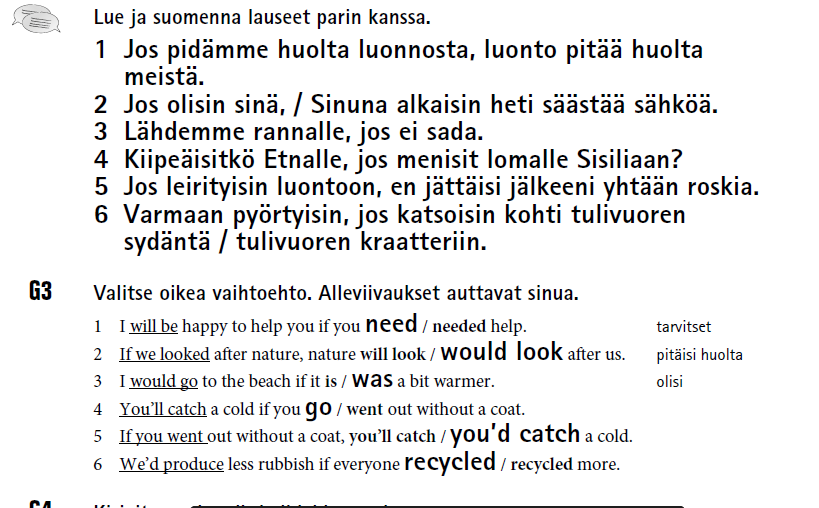 Lue ja suomenna lauseet parin kanssa.
1 Jos pidämme huolta luonnosta, luonto pitää huolta
meistä.
2 Jos olisin sinä, / Sinuna alkaisin heti säästää sähköä.
3 Lähdemme rannalle, jos ei sada.
4 Kiipeäisitkö Etnalle, jos menisit lomalle Sisiliaan?
5 Jos leirityisin luontoon, en jättäisi jälkeeni yhtään roskia.
6 Varmaan pyörtyisin, jos katsoisin kohti tulivuoren
sydäntä / tulivuoren kraatteriin.
G3 Valitse oikea vaihtoehto. Alleviivaukset auttavat sinua.
1 I will be happy to help you if you need / needed help. tarvitset
2 If we looked after nature, nature will look / would look after us. pitäisi huolta
3 I would go to the beach if it is / was a bit warmer. olisi
4 You'll catch a cold if you go / went out without a coat.
5 If you went out without a coat, you'll catch / you'd catch a cold.
6 We'd produce less rubbish if everyone recycled / recycled more.